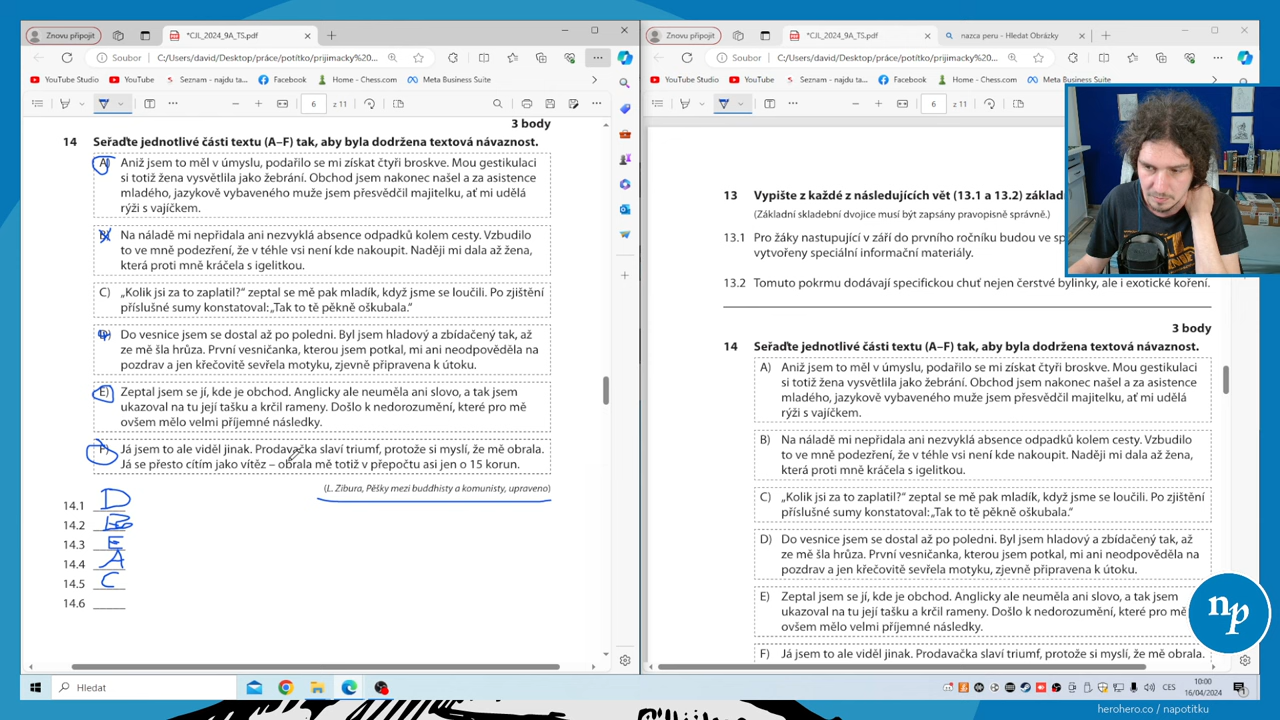 Znovu připojit
*CJL_2024_9A_TS.pdf
Soubor
C:/Users/david/Desktop/práce/potítko/prijimacky%20...
YouTube Studio
YouTube
Seznam - najdu ta...
Facebook
Home - Chess.com
Meta Business Suite
6
z 11
3 body
14 Seřaďte jednotlivé části textu (A–F) tak, aby byla dodržena textová návaznost.
A) Aniž jsem to měl v úmyslu, podařilo se mi získat čtyři broskve. Mou gestikulaci
si totiž žena vysvětlila jako žebrání. Obchod jsem nakonec našel a za asistence
mladého, jazykově vybaveného muže jsem přesvědčil majitelku, ať mi udělá
rýži s vajíčkem.
B) Na náladě mi nepřidala ani nezvyklá absence odpadků kolem cesty. Vzbudilo
to ve mně podezření, že v téhle vsi není kde nakoupit. Naději mi dala až žena,
která proti mně kráčela s igelitkou.
C) „Kolik jsi za to zaplatil?“ zeptal se mě pak mladík, když jsme se loučili. Po zjištění
příslušné sumy konstatoval: „Tak to tě pěkně oškubala.“
D) Do vesnice jsem se dostal až po poledni. Byl jsem hladový a zbídačený tak, až
ze mě šla hrůza. První vesničanka, kterou jsem potkal, mi ani neodpověděla na
pozdrav a jen křečovitě sevřela motyku, zjevně připravena k útoku.
E) Zeptal jsem se jí, kde je obchod. Anglicky ale neuměla ani slovo, a tak jsem
ukazoval na tu její tašku a krčil rameny. Došlo k nedorozumění, které pro mě
ovšem mělo velmi příjemné následky.
F) Já jsem to ale viděl jinak. Prodavačka slaví triumf, protože si myslí, že mě obrala.
Já se přesto cítím jako vítěz – obrala mě totiž v přepočtu asi jen o 15 korun.
(L. Zibura, Pěšky mezi buddhisty a komunisty, upraveno)
14.1 D
14.2 B
14.3 E
14.4 A
14.5 C
14.6
Znovu připojit
*CJL_2024_9A_TS.pdf
nazca peru - Hledat Obrázky
Soubor
C:/Users/david/Desktop/práce/potítko/prijimacky%20...
YouTube Studio
YouTube
Seznam - najdu ta...
Facebook
Home - Chess.com
6
z 11
13 Vypište z každé z následujících vět (13.1 a 13.2) základ
(Základní skladební dvojice musí být zapsány pravopisně správně.)
13.1 Pro žáky nastupující v září do prvního ročníku budou ve sp
vytvořeny speciální informační materiály.
13.2 Tomuto pokrmu dodávají specifickou chuť nejen čerstvé bylinky, ale i exotické koření.
3 body
14 Seřaďte jednotlivé části textu (A–F) tak, aby byla dodržena textová návaznost.
A) Aniž jsem to měl v úmyslu, podařilo se mi získat čtyři broskve. Mou gestikulaci
si totiž žena vysvětlila jako žebrání. Obchod jsem nakonec našel a za asistence
mladého, jazykově vybaveného muže jsem přesvědčil majitelku, ať mi udělá
rýži s vajíčkem.
B) Na náladě mi nepřidala ani nezvyklá absence odpadků kolem cesty. Vzbudilo
to ve mně podezření, že v téhle vsi není kde nakoupit. Naději mi dala až žena,
která proti mně kráčela s igelitkou.
C) „Kolik jsi za to zaplatil?“ zeptal se mě pak mladík, když jsme se loučili. Po zjištění
příslušné sumy konstatoval: „Tak to tě pěkně oškubala.“
D) Do vesnice jsem se dostal až po poledni. Byl jsem hladový a zbídačený tak, až
ze mě šla hrůza. První vesničanka, kterou jsem potkal, mi ani neodpověděla na
pozdrav a jen křečovitě sevřela motyku, zjevně připravena k útoku.
E) Zeptal jsem se jí, kde je obchod. Anglicky ale neuměla ani slovo, a tak jsem
ukazoval na tu její tašku a krčil rameny. Došlo k nedorozumění, které pro mě
ovšem mělo velmi příjemné následky.
F) Já jsem to ale viděl jinak. Prodavačka slaví triumf, protože si myslí, že mě obrala.
np
Hledat
CES
10:00
16/04/2024
herohero.co / napotitku